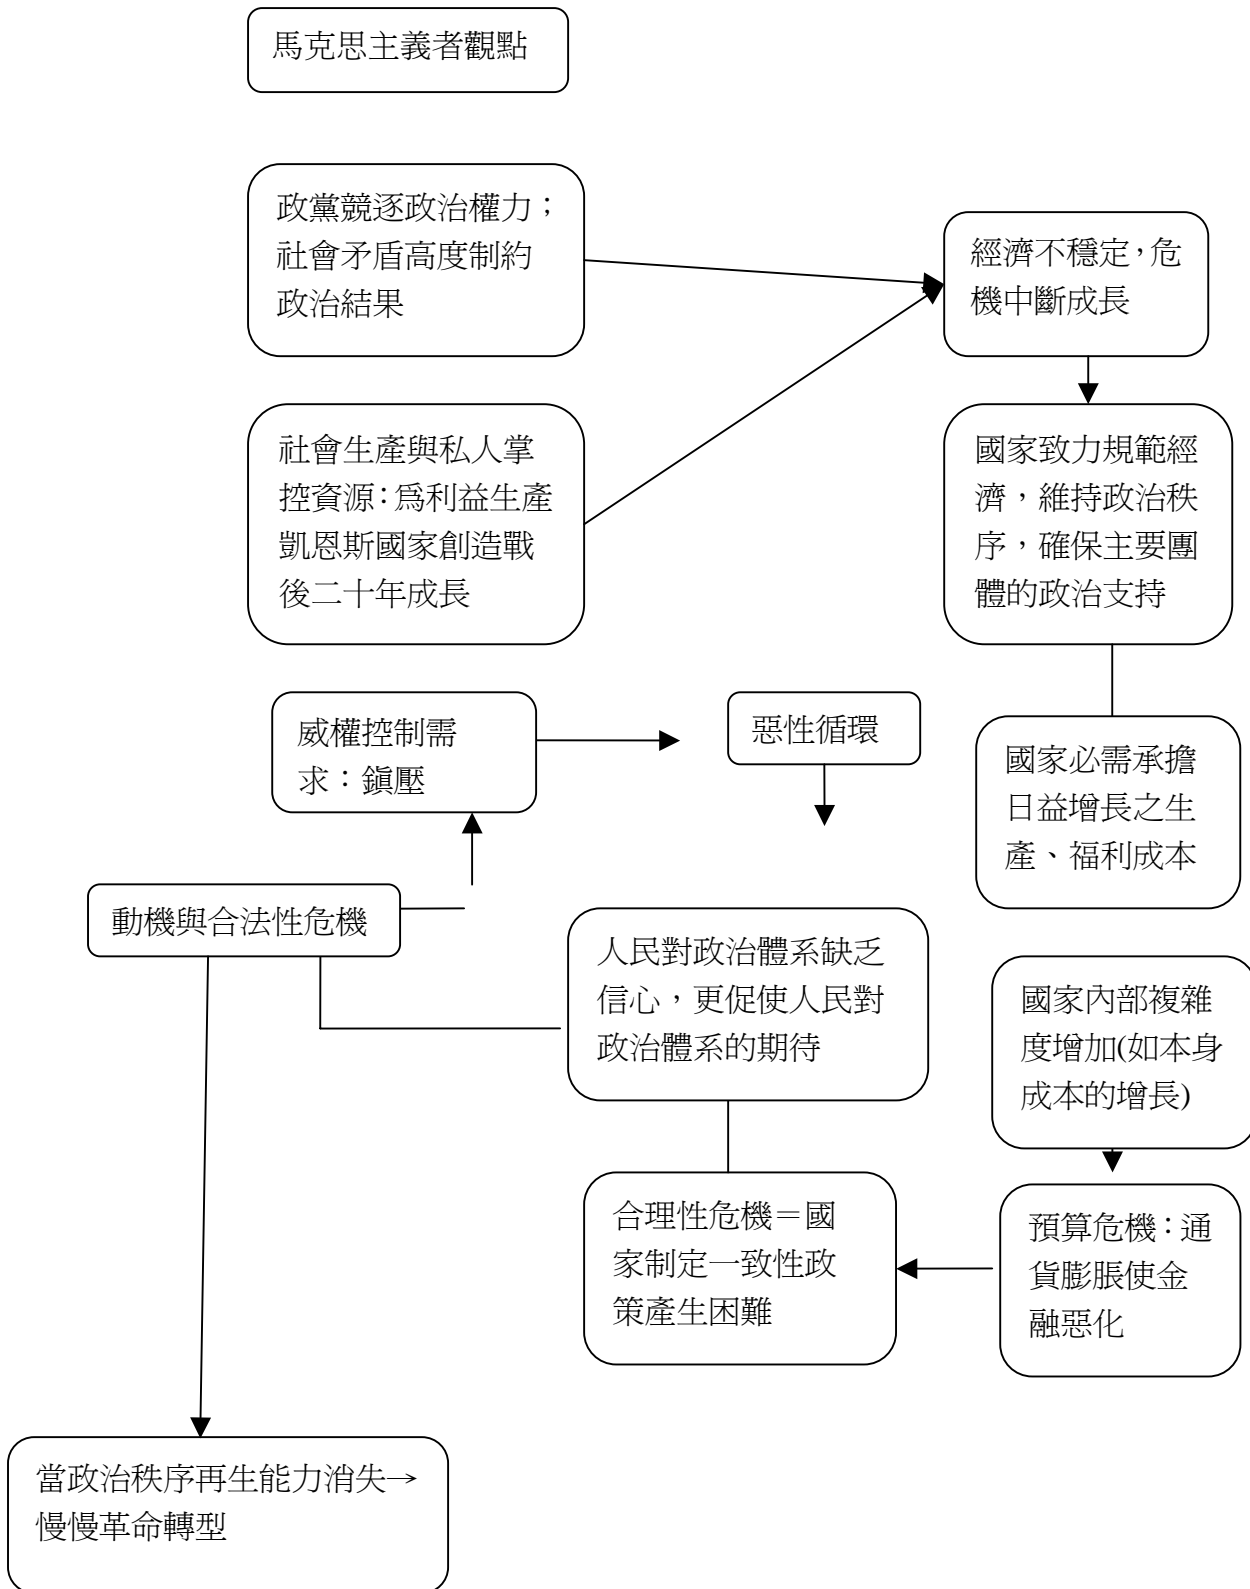 馬克思主義者觀點
政黨競逐政治權力；
社會矛盾高度制約
政治結果
經濟不穩定，危
機中斷成長
社會生產與私人掌
控資源：為利益生產
凱恩斯國家創造戰
後二十年成長
國家致力規範經
濟，維持政治秩
序，確保主要團
體的政治支持
威權控制需
求：鎮壓
惡性循環
國家必需承擔
日益增長之生
產、福利成本
動機與合法性危機
人民對政治體系缺乏
信心，更促使人民對
政治體系的期待
國家內部複雜
度增加(如本身
成本的增長)
合理性危機＝國
家制定一致性政
策產生困難
預算危機：通
貨膨脹使金
融惡化
當政治秩序再生能力消失→
慢慢革命轉型